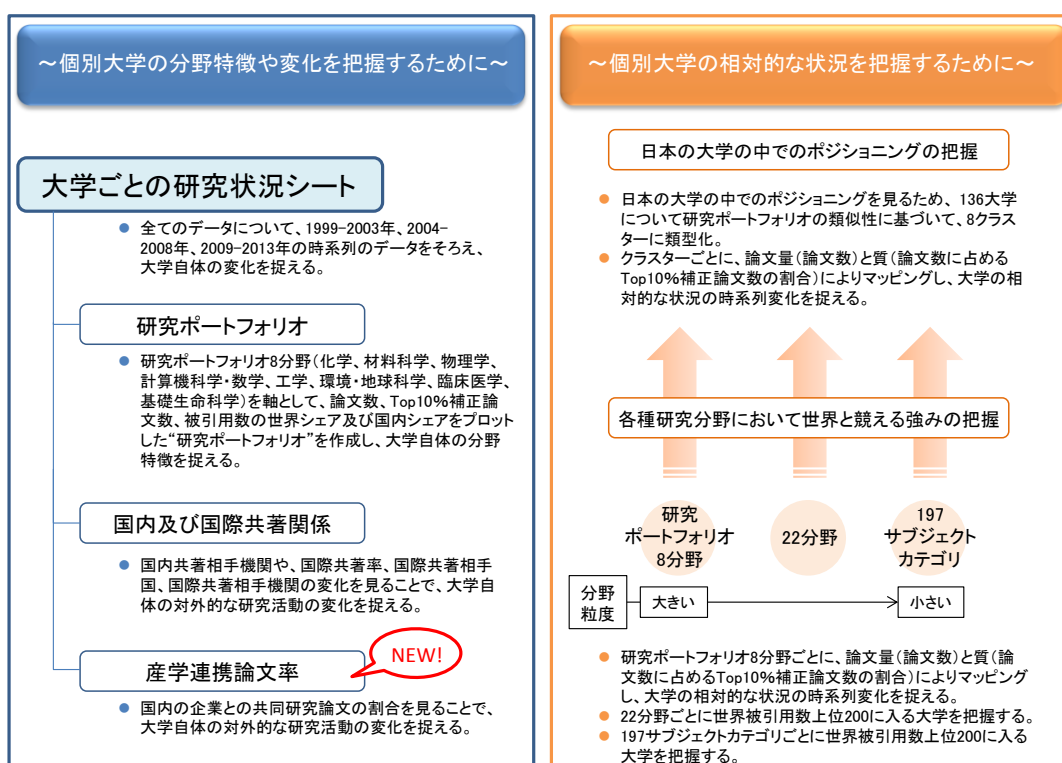 ～個別大学の分野特徴や変化を把握するために～
大学ごとの研究状況シート
● 全てのデータについて、1999-2003年、2004-
2008年、2009-2013年の時系列のデータをそろえ、
大学自体の変化を捉える。
研究ポートフォリオ
● 研究ポートフォリオ8分野（化学、材料科学、物理学、
計算機科学・数学、工学、環境・地球科学、臨床医学、
基礎生命科学）を軸として、論文数、Top10％補正論
文数、被引用数の世界シェア及び国内シェアをプロット
した“研究ポートフォリオ”を作成し、大学自体の分野
特徴を捉える。
国内及び国際共著関係
● 国内共著相手機関や、国際共著率、国際共著相手
国、国際共著相手機関の変化を見ることで、大学自
体の対外的な研究活動の変化を捉える。
産学連携論文率
NEW!
● 国内の企業との共同研究論文の割合を見ることで、
大学自体の対外的な研究活動の変化を捉える。
～個別大学の相対的な状況を把握するために～
日本の大学の中でのポジショニングの把握
● 日本の大学の中でのポジショニングを見るため、136大学
について研究ポートフォリオの類似性に基づいて、8クラス
ターに類型化。
● クラスターごとに、論文量（論文数）と質（論文数に占める
Top10％補正論文数の割合）によりマッピングし、大学の相
対的な状況の時系列変化を捉える。
各種研究分野において世界と競える強みの把握
研究
ポートフォリオ
8分野
22分野
197
サブジェクト
カテゴリ
分野
粒度
大きい
小さい
● 研究ポートフォリオ8分野ごとに、論文量（論文数）と質（論
文数に占めるTop10％補正論文数の割合）によりマッピング
し、大学の相対的な状況の時系列変化を捉える。
● 22分野ごとに世界被引用数上位200に入る大学を把握する。
● 197サブジェクトカテゴリごとに世界被引用数上位200に入る
大学を把握する。